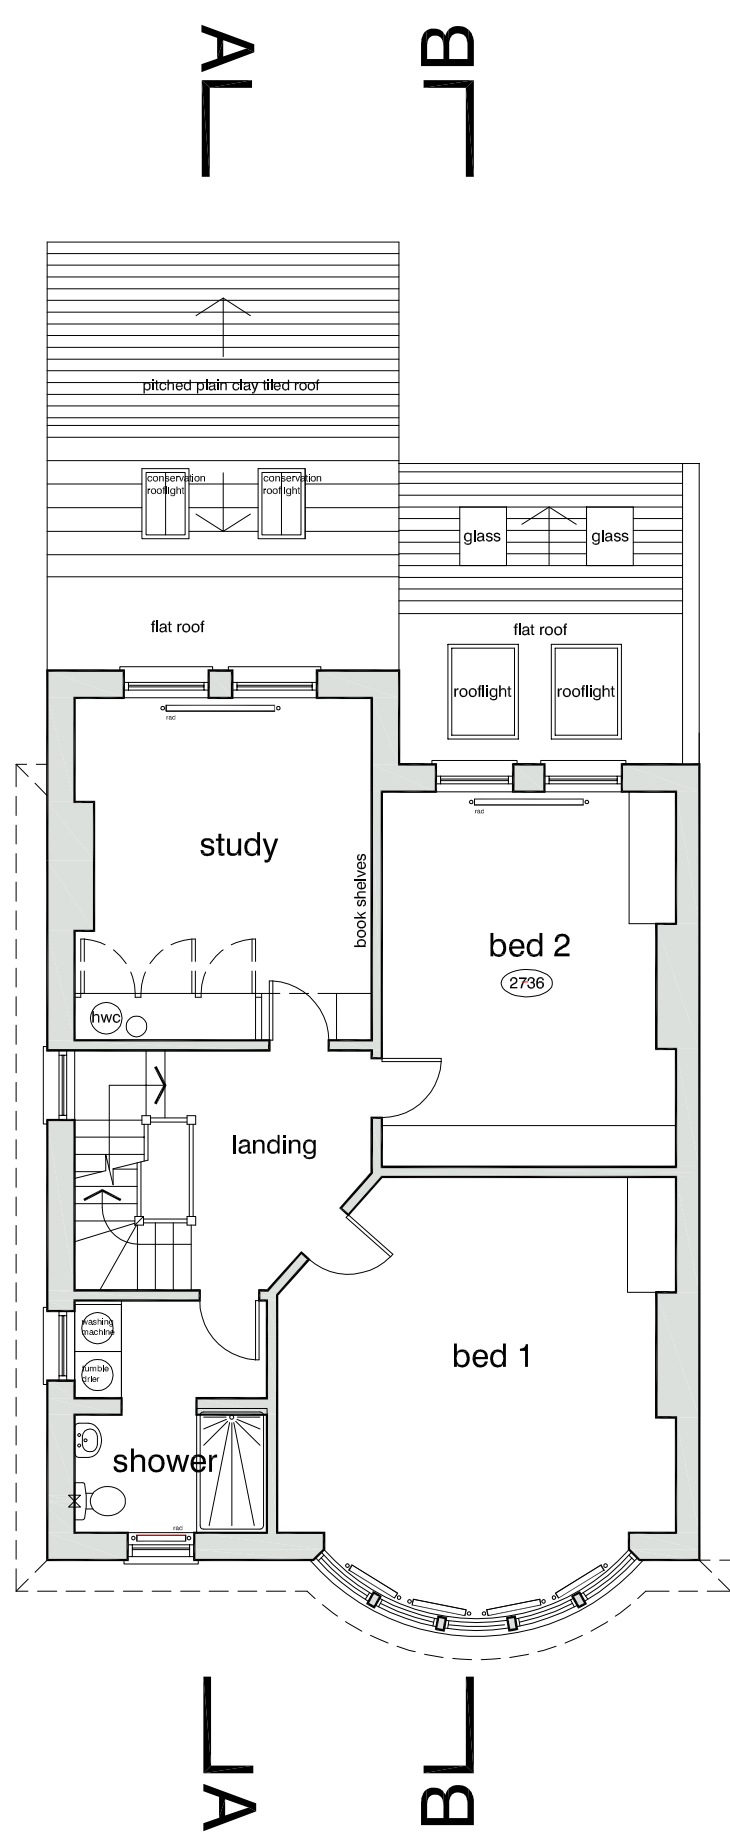 A
B
pitched plain clay tiled roof
conservation
rooflight
conservation
rooflight
glass
glass
flat roof
flat roof
rooflight
rooflight
rad
rad
study
book shelves
bed 2
2736
hwc
landing
washing
machine
tumble
drier
bed 1
shower
rad
A
B